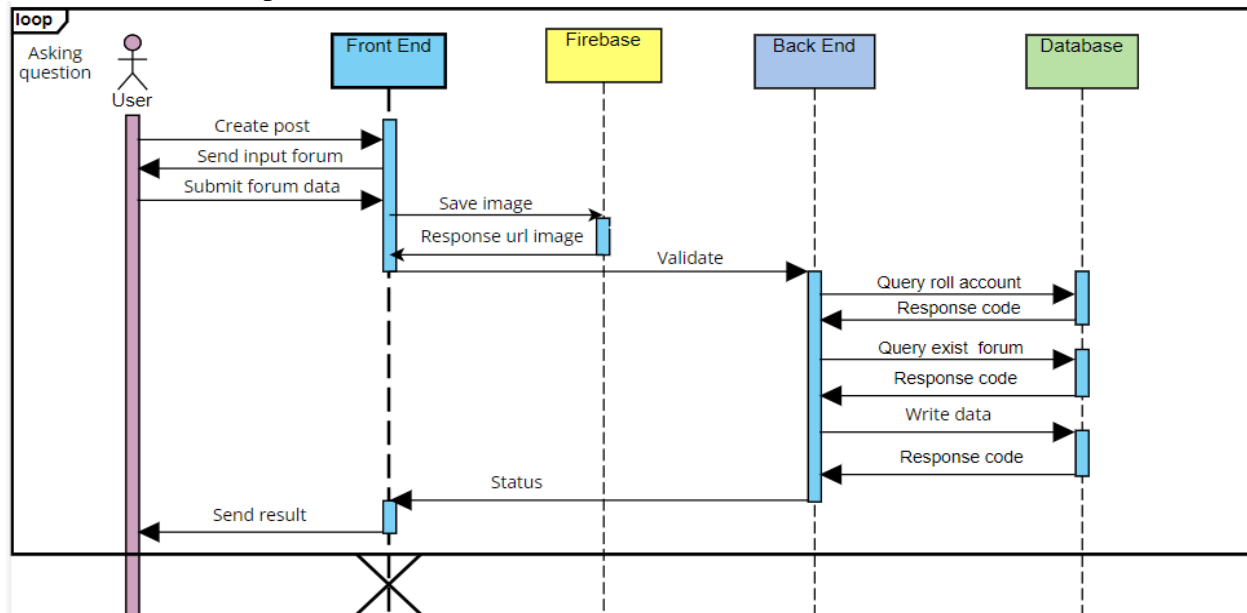 loop
Asking
question
User
Front End
Firebase
Back End
Database
Create post
Send input forum
Submit forum data
Save image
Response url image
Validate
Query roll account
Response code
Query exist forum
Response code
Write data
Response code
Status
Send result